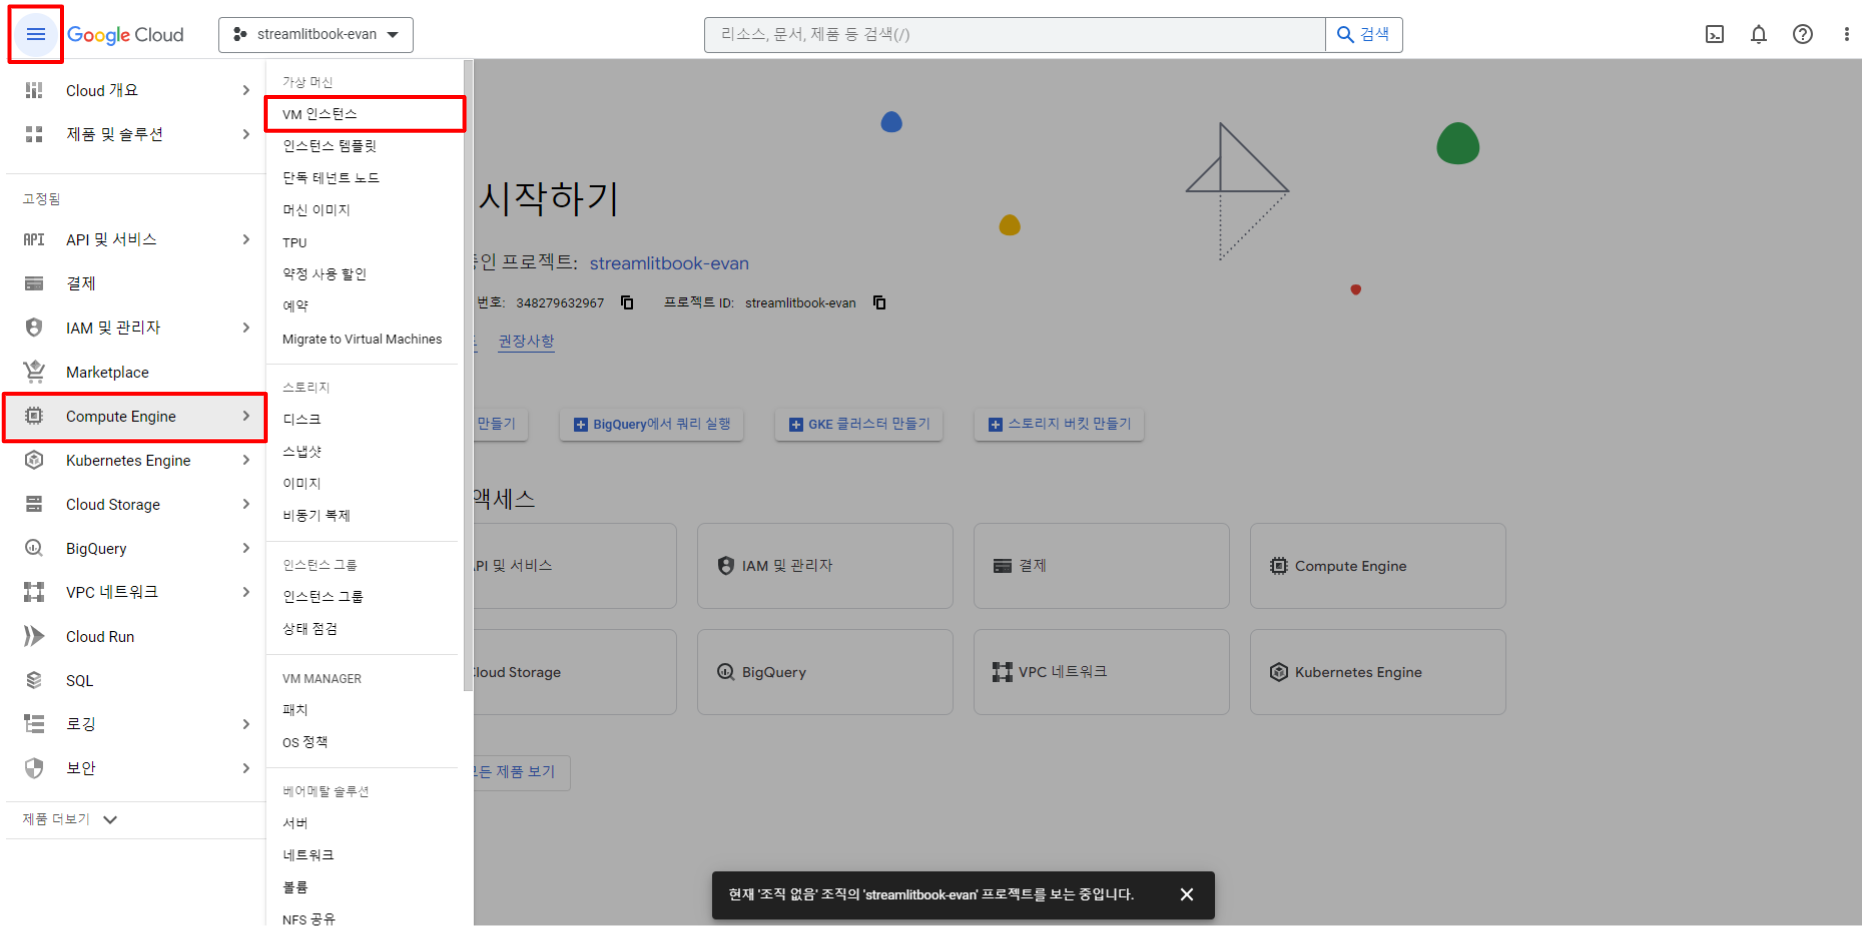 Google Cloud
streamlitbook-evan
리소스, 문서, 제품 등 검색(/)
검색
Cloud 개요
제품 및 솔루션
고정됨
API 및 서비스
결제
IAM 및 관리자
Marketplace
Compute Engine
Kubernetes Engine
Cloud Storage
BigQuery
VPC 네트워크
Cloud Run
SQL
로깅
보안
제품 더보기
가상 머신
VM 인스턴스
인스턴스 템플릿
단독 테넌트 노드
머신 이미지
TPU
약정 사용 할인
예약
Migrate to Virtual Machines
스토리지
디스크
스냅샷
이미지
비동기 복제
인스턴스 그룹
인스턴스 그룹
상태 점검
VM MANAGER
패치
OS 정책
베어메탈 솔루션
서버
네트워크
볼륨
NFS 공유
시작하기
인 프로젝트: streamlitbook-evan
번호: 348279632967 프로젝트 ID: streamlitbook-evan
권장사항
만들기
BigQuery에서 쿼리 실행
GKE 클러스터 만들기
스토리지 버킷 만들기
액세스
PI 및 서비스
IAM 및 관리자
결제
Compute Engine
loud Storage
BigQuery
VPC 네트워크
Kubernetes Engine
든 제품 보기
현재 '조직 없음' 조직의 'streamlitbook-evan' 프로젝트를 보는 중입니다.